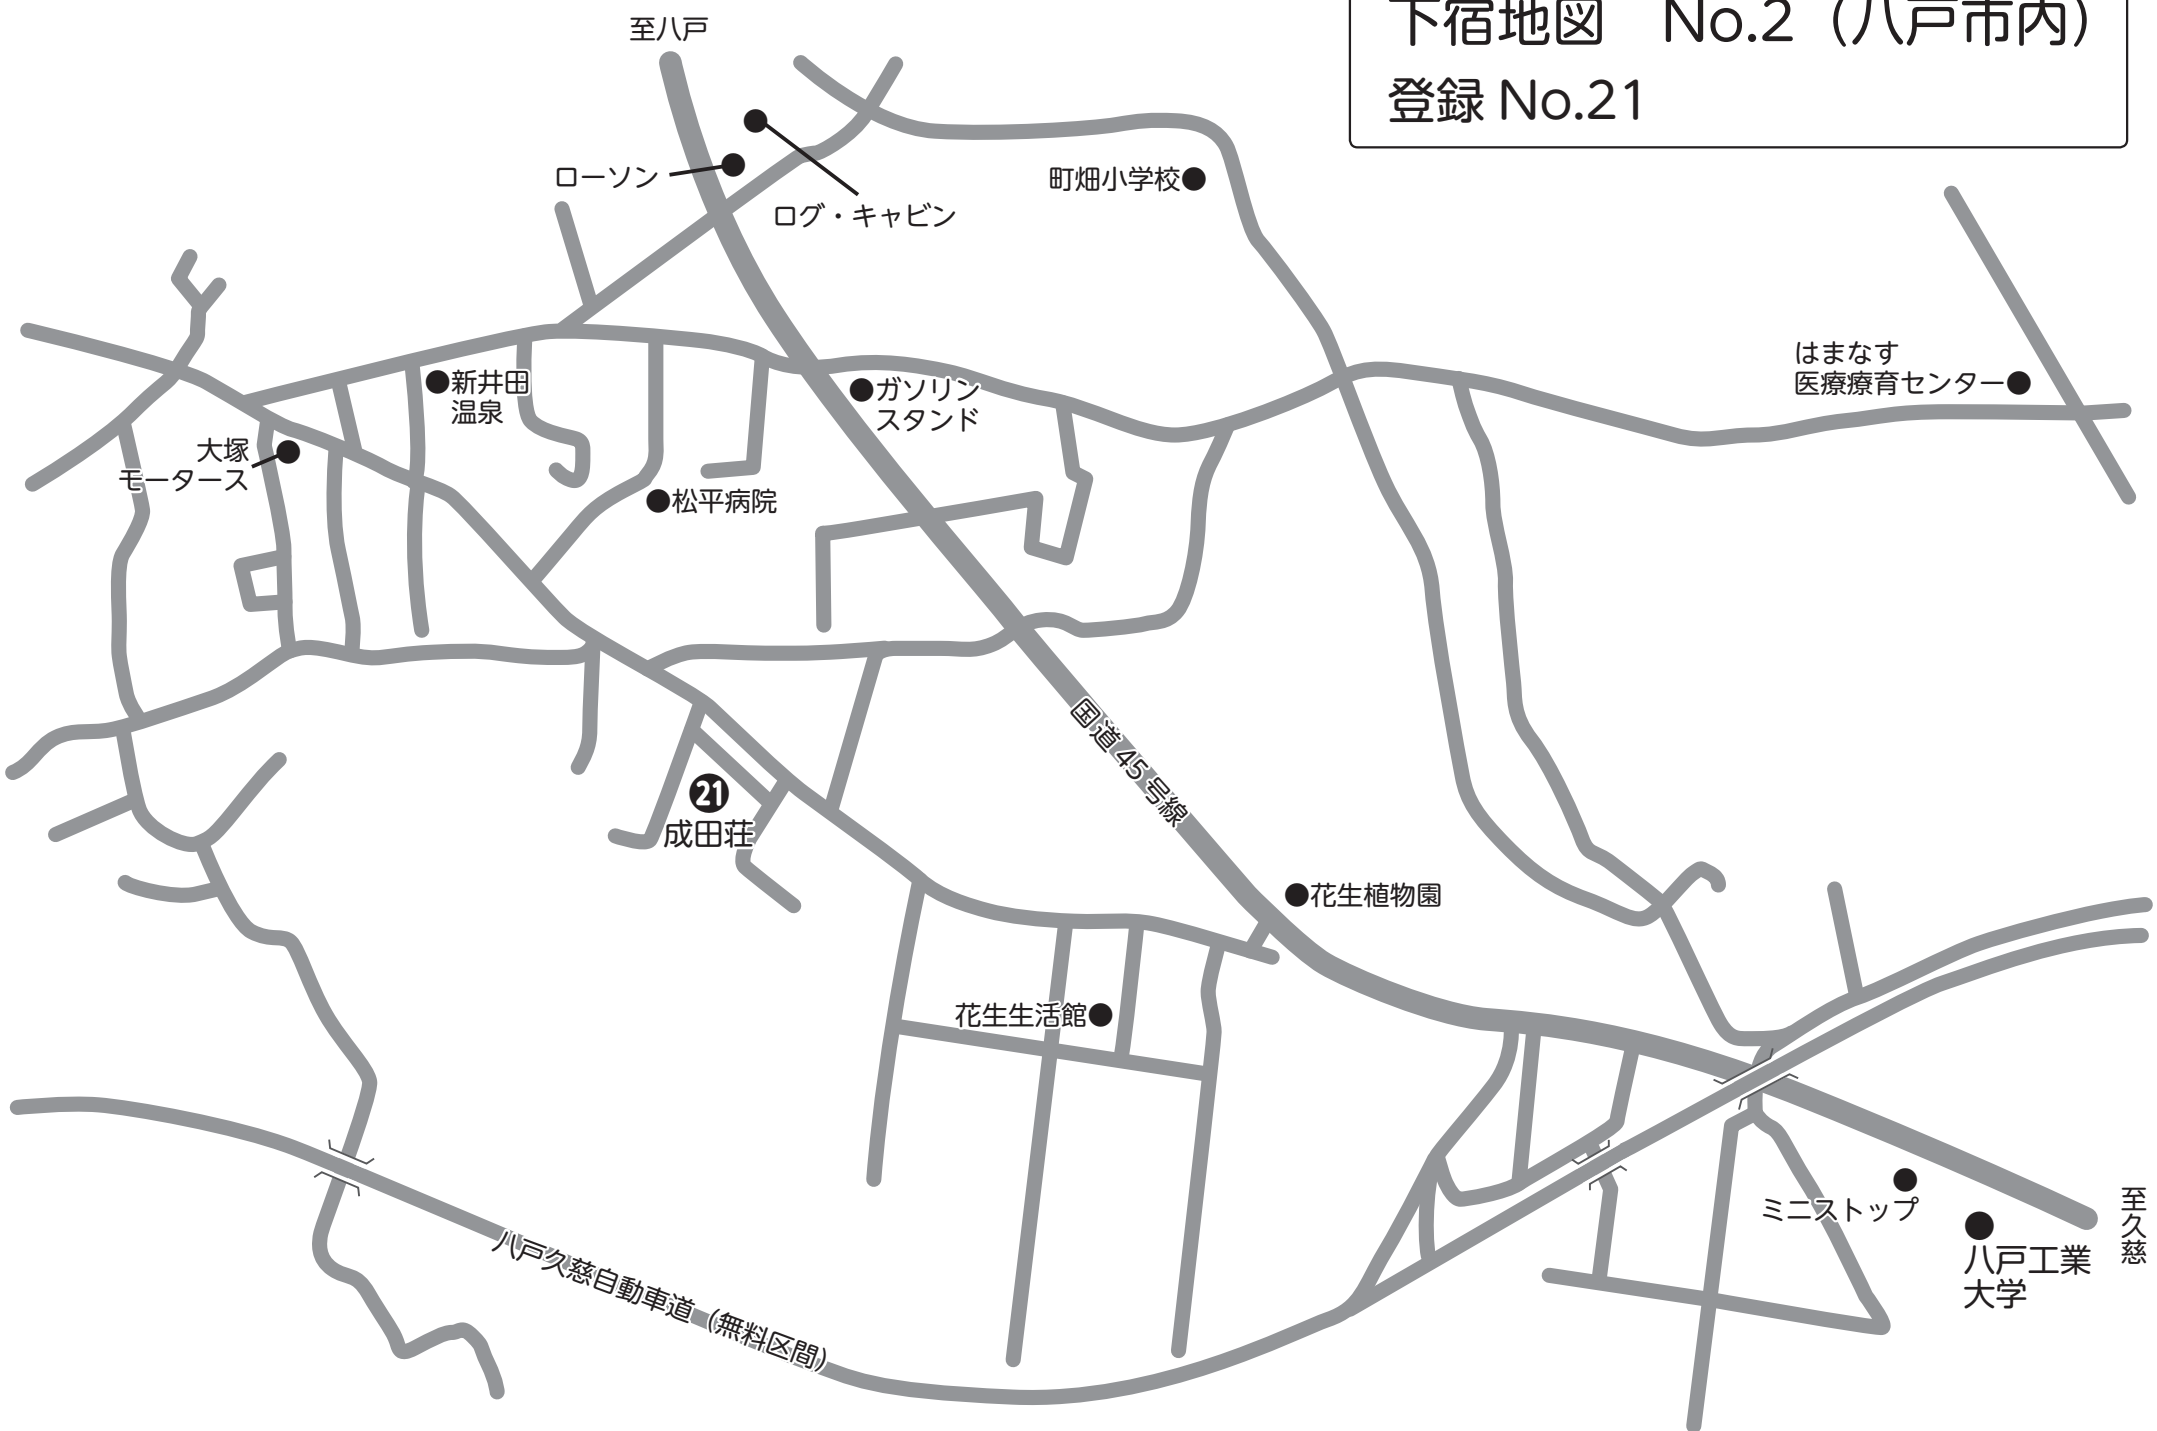 下宿地図　No.2（八戸市内）
登録 No.21
至八戸
ローソン
ログ・キャビン
町畑小学校
はまなす
医療療育センター
新井田
温泉
ガソリン
スタンド
大塚
モータース
松平病院
国道45号線
21
成田荘
花生植物園
花生生活館
ミニストップ
八戸工業
大学
至久慈
八戸久慈自動車道（無料区間）